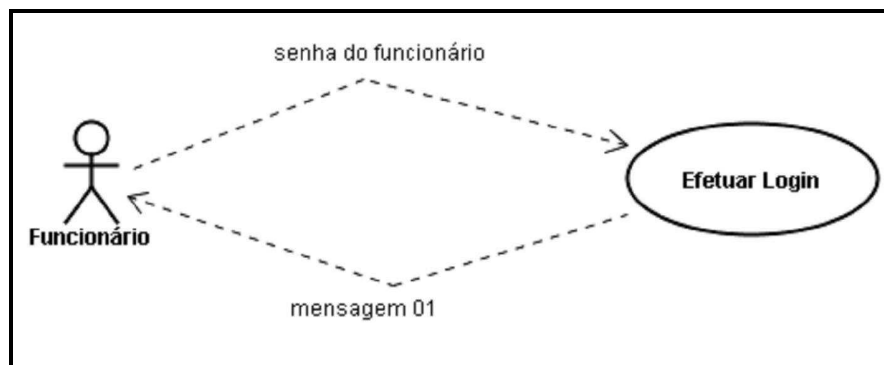 senha do funcionário
Efetuar Login
Funcionário
mensagem 01